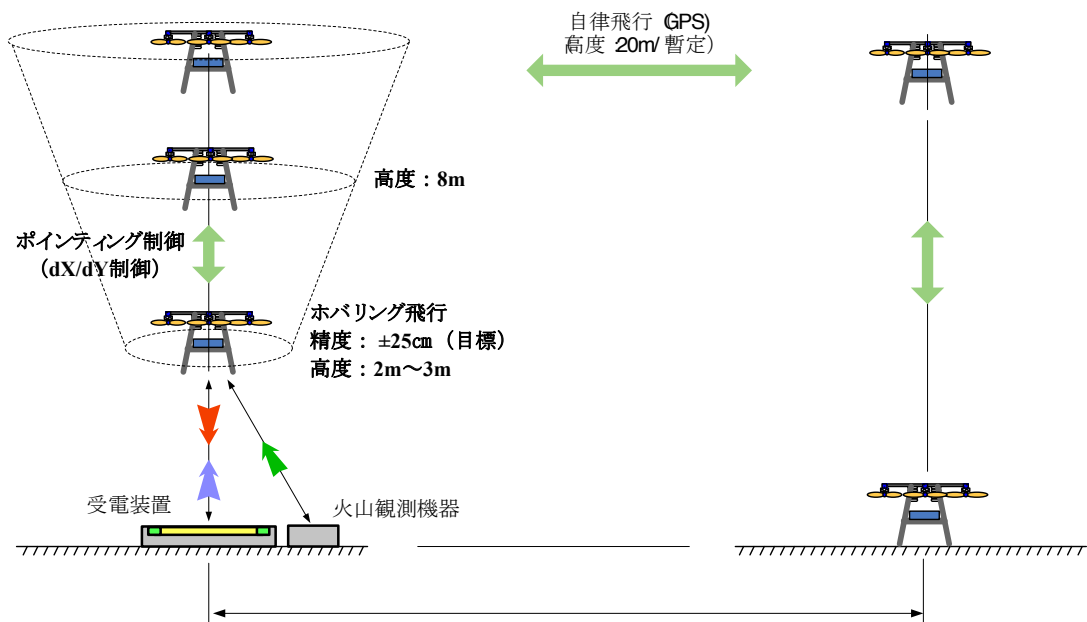 自律飛行 (GPS)
高度 :20m/ 暫定）
高度：8m
ポインティング制御
（dX/dY制御）
ホバリング飛行
精度： ±25㎝（目標）
高度：2m～3m
受電装置
火山観測機器